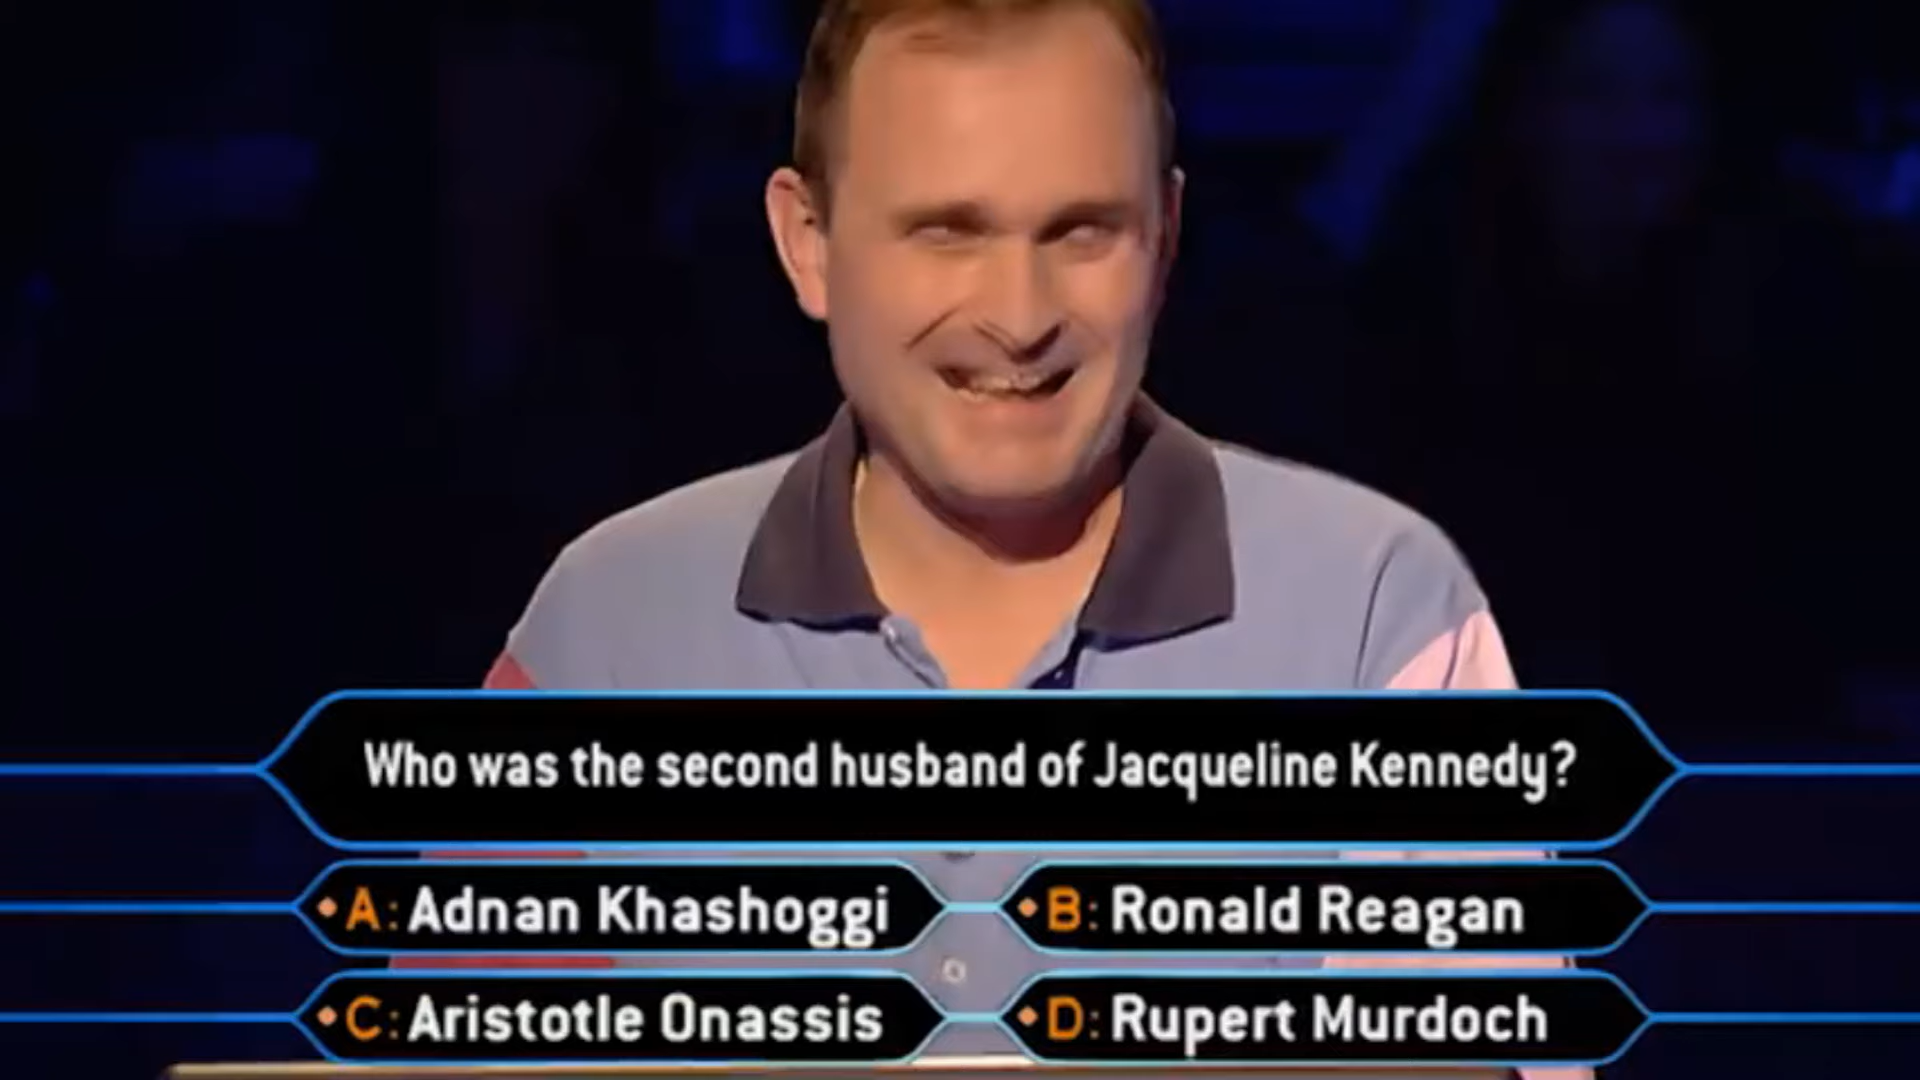 Who was the second husband of Jacqueline Kennedy?
A: Adnan Khashoggi
B: Ronald Reagan
C: Aristotle Onassis
D: Rupert Murdoch